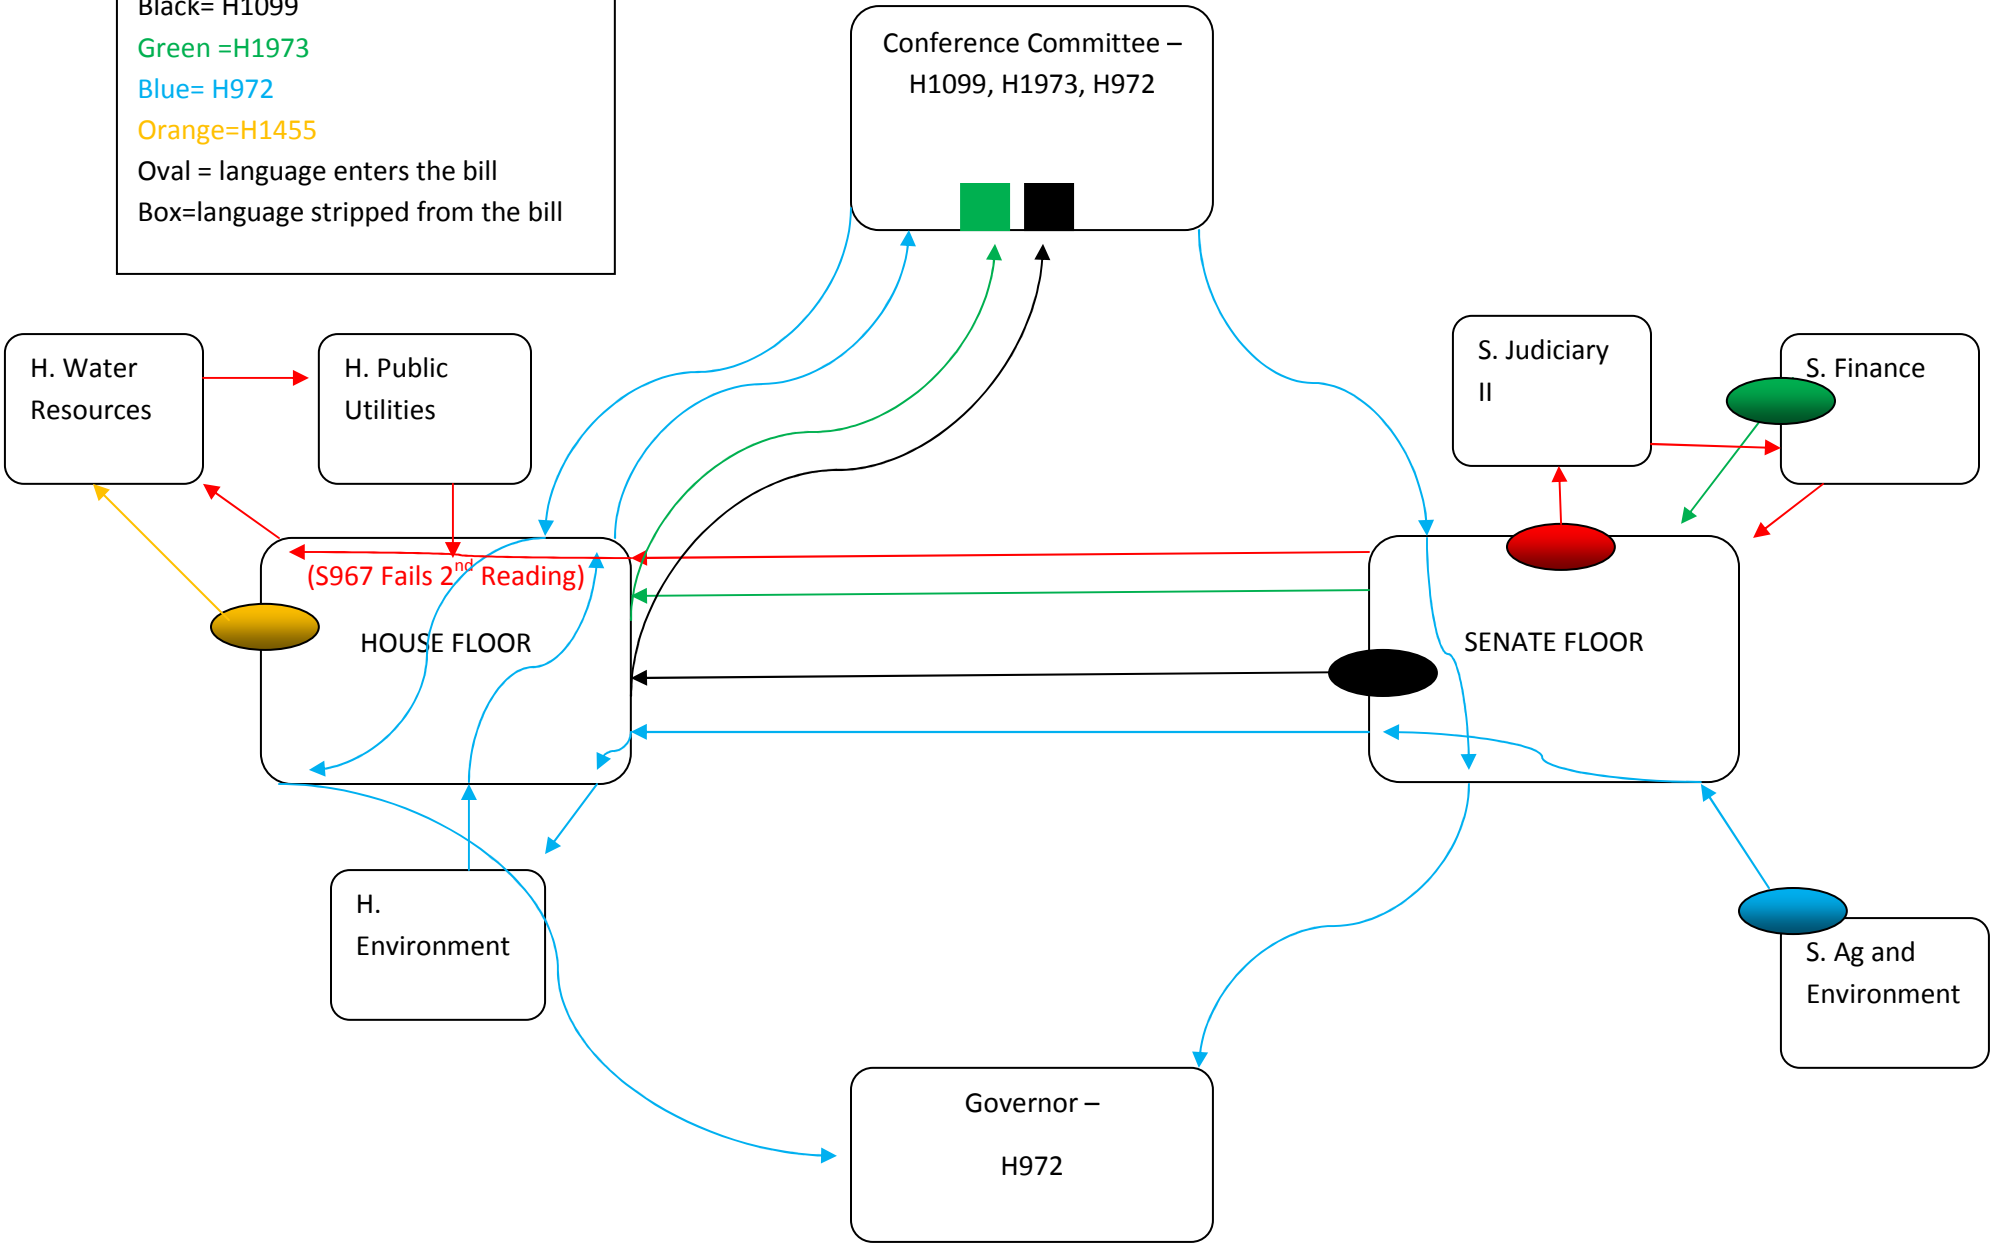 Black= H1099
Green =H1973
Blue= H972
Orange=H1455
Oval = language enters the bill
Box=language stripped from the bill
Conference Committee –
H1099, H1973, H972
H. Water
Resources
H. Public
Utilities
S. Judiciary
II
S. Finance
(S967 Fails 2nd Reading)
HOUSE FLOOR
SENATE FLOOR
H.
Environment
S. Ag and
Environment
Governor –
H972